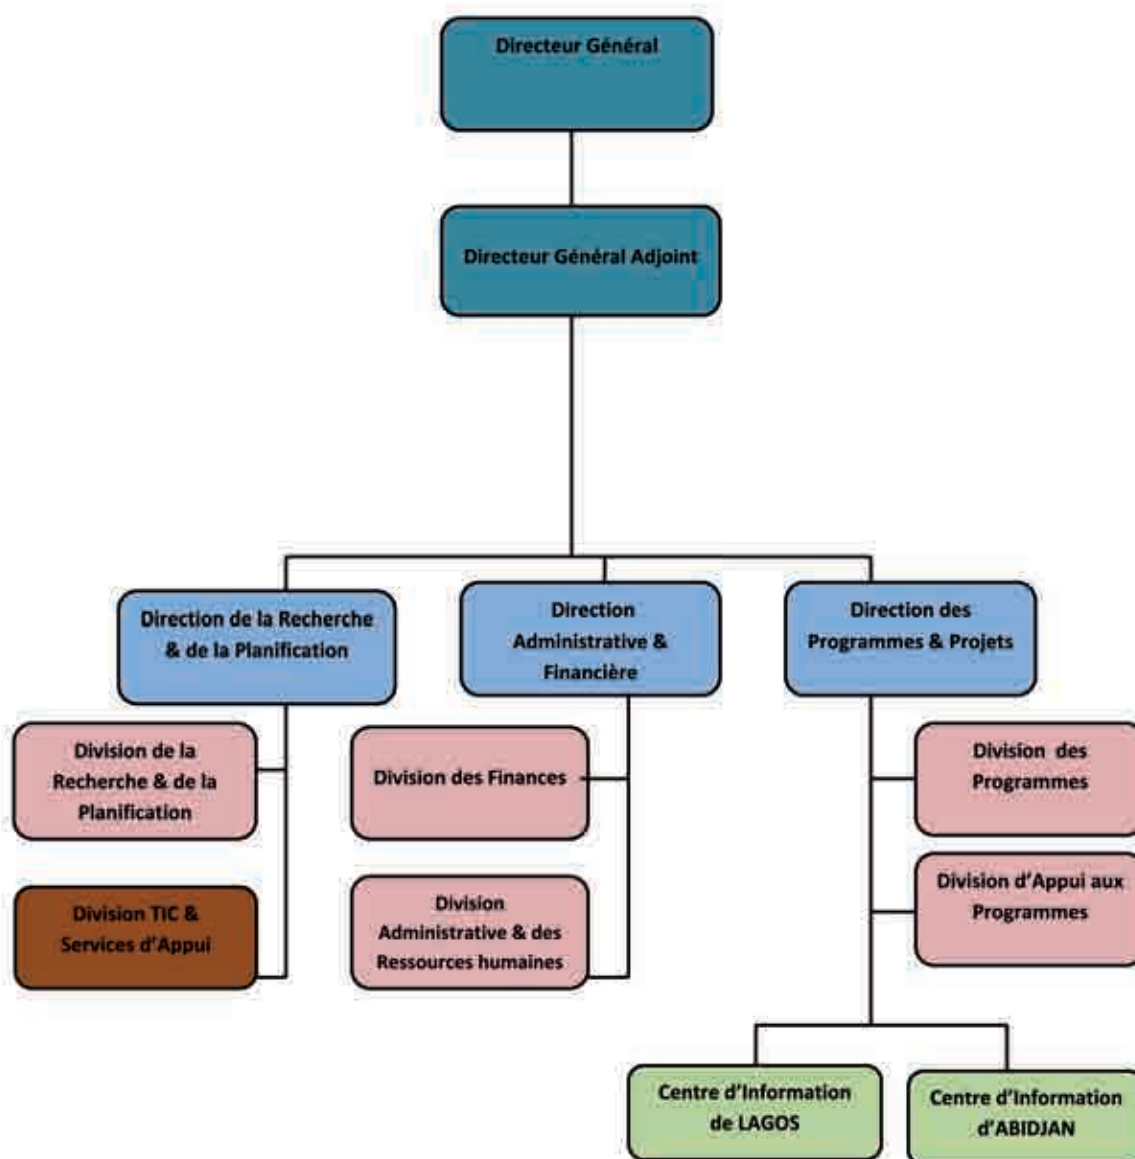 Directeur Général
Directeur Général Adjoint
Direction de la Recherche
& de la Planification
Direction
Administrative &
Financière
Direction des
Programmes & Projets
Division de la
Recherche & de la
Planification
Division des Finances
Division des
Programmes
Division TIC &
Services d'Appui
Division
Administrative & des
Ressources humaines
Division d'Appui aux
Programmes
Centre d'Information
de LAGOS
Centre d'Information
d'ABIDJAN